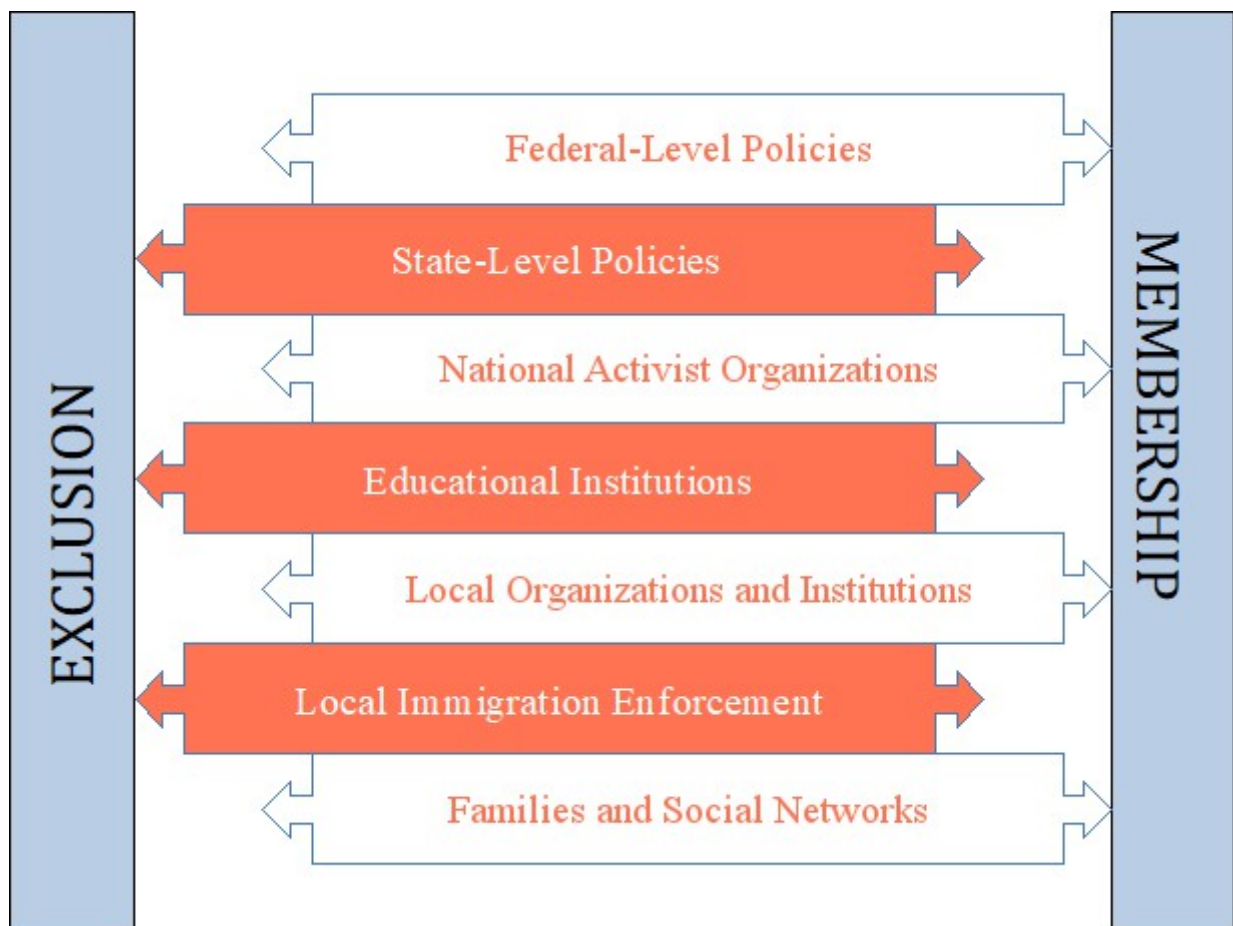 EXCLUSION
Federal-Level Policies
State-Level Policies
National Activist Organizations
Educational Institutions
Local Organizations and Institutions
Local Immigration Enforcement
Families and Social Networks
MEMBERSHIP